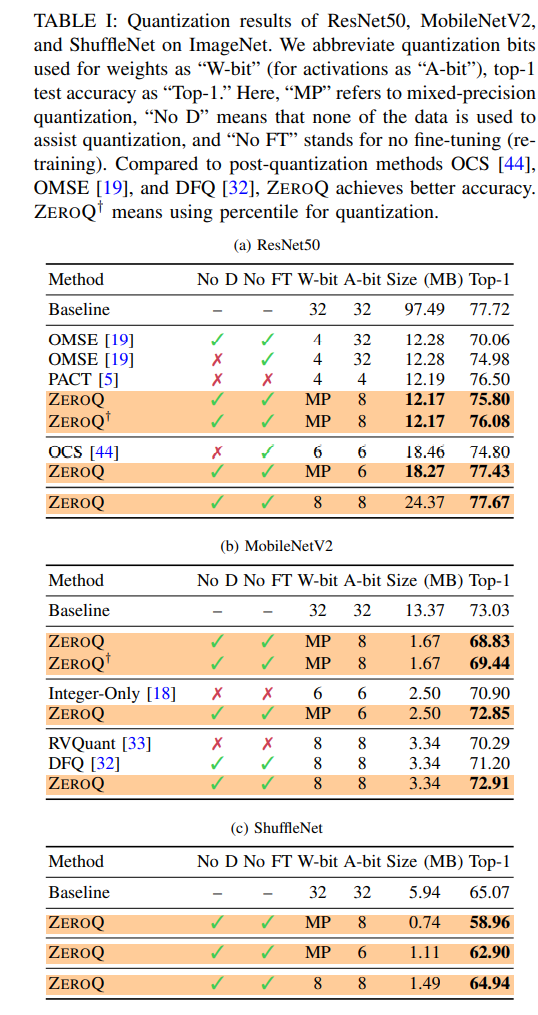 TABLE I: Quantization results of ResNet50, MobileNetV2,
and ShuffleNet on ImageNet. We abbreviate quantization bits
used for weights as “W-bit” (for activations as “A-bit”), top-1
test accuracy as “Top-1.” Here, “MP” refers to mixed-precision
quantization, “No D” means that none of the data is used to
assist quantization, and “No FT” stands for no fine-tuning (re-
training). Compared to post-quantization methods OCS [44],
OMSE [19], and DFQ [32], ZEROQ achieves better accuracy.
ZEROQ† means using percentile for quantization.
(a) ResNet50
Method No D No FT W-bit A-bit Size (MB) Top-1
Baseline – – 32 32 97.49 77.72
OMSE [19] ✓ ✓ 4 32 12.28 70.06
OMSE [19] ✗ ✓ 4 32 12.28 74.98
PACT [5] ✗ ✗ 4 4 12.19 76.50
ZEROQ ✓ ✓ MP 8 12.17 75.80
ZEROQ† ✓ ✓ MP 8 12.17 76.08
OCS [44] ✗ ✓ 6 6 18.46 74.80
ZEROQ ✓ ✓ MP 6 18.27 77.43
ZEROQ ✓ ✓ 8 8 24.37 77.67
(b) MobileNetV2
Method No D No FT W-bit A-bit Size (MB) Top-1
Baseline – – 32 32 13.37 73.03
ZEROQ ✓ ✓ MP 8 1.67 68.83
ZEROQ† ✓ ✓ MP 8 1.67 69.44
Integer-Only [18] ✗ ✗ 6 6 2.50 70.90
ZEROQ ✓ ✓ MP 6 2.50 72.85
RVQuant [33] ✗ ✗ 8 8 3.34 70.29
DFQ [32] ✓ ✓ 8 8 3.34 71.20
ZEROQ ✓ ✓ 8 8 3.34 72.91
(c) ShuffleNet
Method No D No FT W-bit A-bit Size (MB) Top-1
Baseline – – 32 32 5.94 65.07
ZEROQ ✓ ✓ MP 8 0.74 58.96
ZEROQ ✓ ✓ MP 6 1.11 62.90
ZEROQ ✓ ✓ 8 8 1.49 64.94